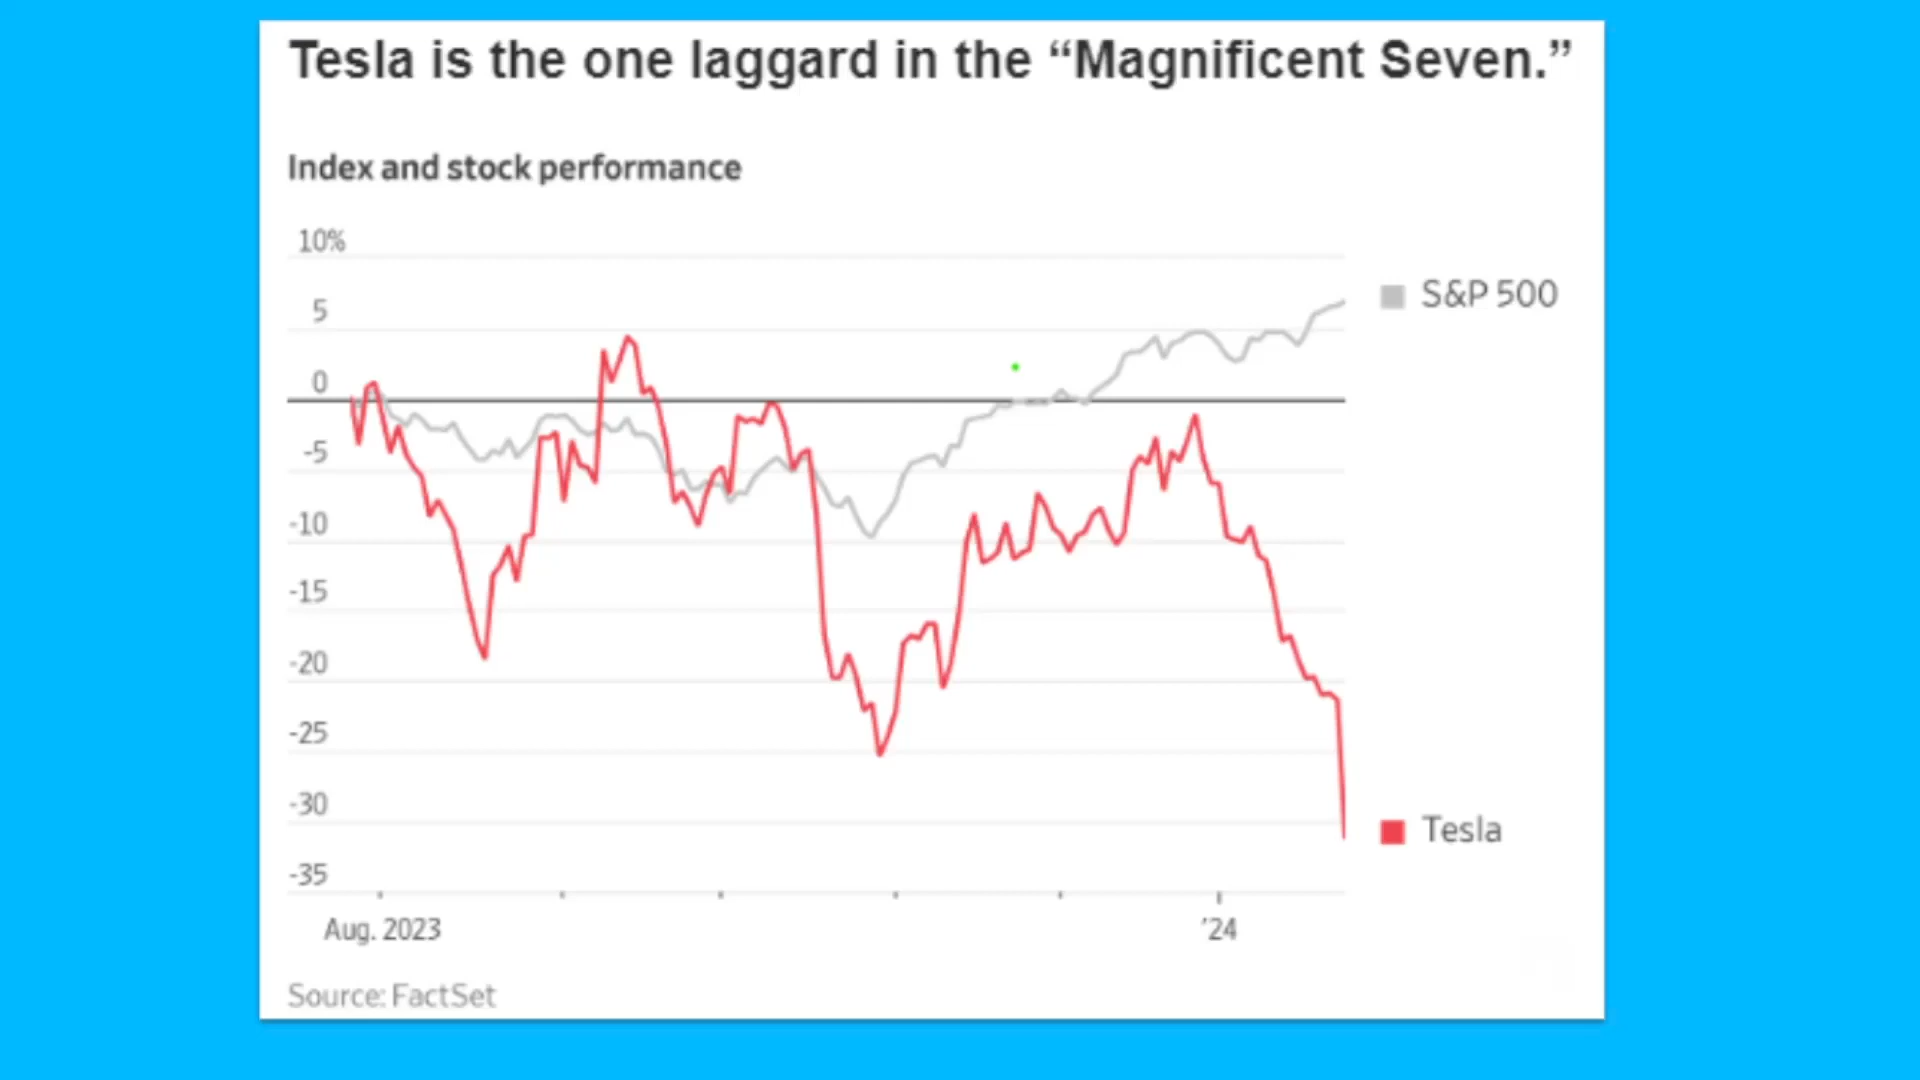 Tesla is the one laggard in the “Magnificent Seven.”
Index and stock performance
10%
5
0
-5
-10
-15
-20
-25
-30
-35
S&P 500
Tesla
Aug. 2023
’24
Source: FactSet